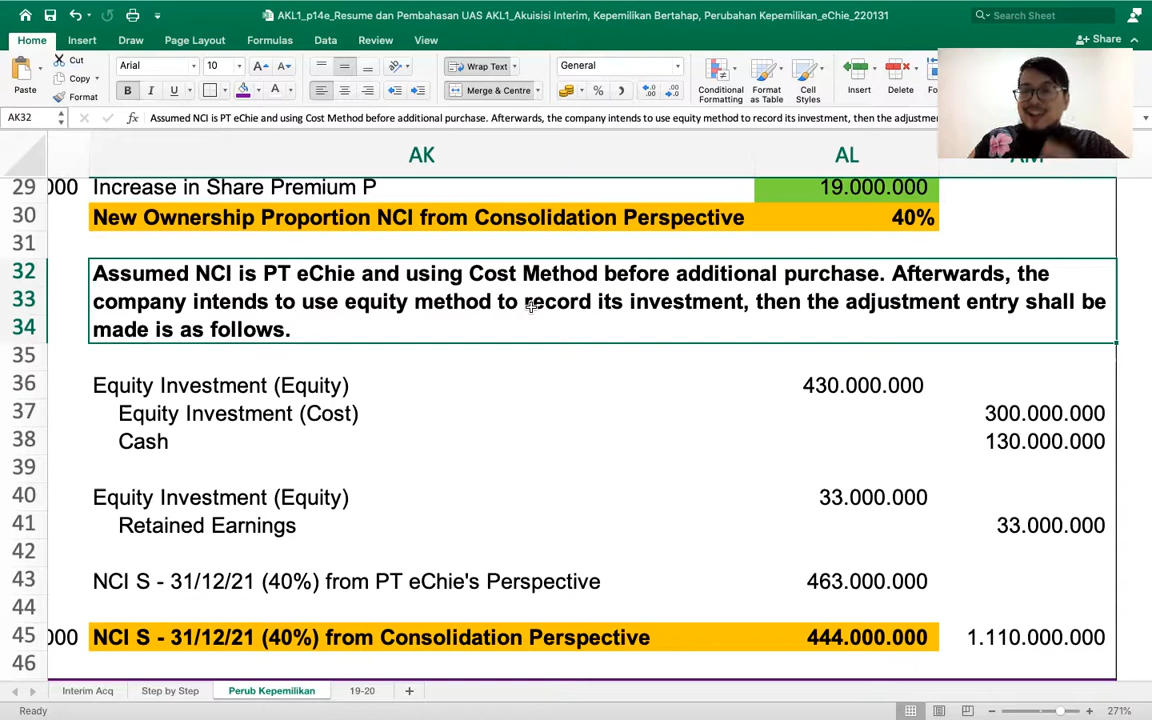 AKL1_p14e_Resume dan Pembahasan UAS AKL1_Akuisisi Interim, Kepemilikan Bertahap, Perubahan Kepemilikan_eChie_220131
Search Sheet
Home Insert Draw Page Layout Formulas Data Review View
Share
Paste
Cut
Copy
Format
Arial 10
B I U
Wrap Text
Merge & Centre
General
Conditional Formatting
Format as Table
Cell Styles
Insert
Delete
AK32 fx Assumed NCI is PT eChie and using Cost Method before additional purchase. Afterwards, the company intends to use equity method to record its investment, then the adjustme
AK AL
29 000 Increase in Share Premium P 19.000.000
30 New Ownership Proportion NCI from Consolidation Perspective 40%
31
32 Assumed NCI is PT eChie and using Cost Method before additional purchase. Afterwards, the
33 company intends to use equity method to record its investment, then the adjustment entry shall be
34 made is as follows.
35
36 Equity Investment (Equity) 430.000.000
37 Equity Investment (Cost) 300.000.000
38 Cash 130.000.000
39
40 Equity Investment (Equity) 33.000.000
41 Retained Earnings 33.000.000
42
43 NCI S - 31/12/21 (40%) from PT eChie's Perspective 463.000.000
44
45 000 NCI S - 31/12/21 (40%) from Consolidation Perspective 444.000.000 1.110.000.000
46
Interim Acq Step by Step Perub Kepemilikan 19-20 +
Ready 271%